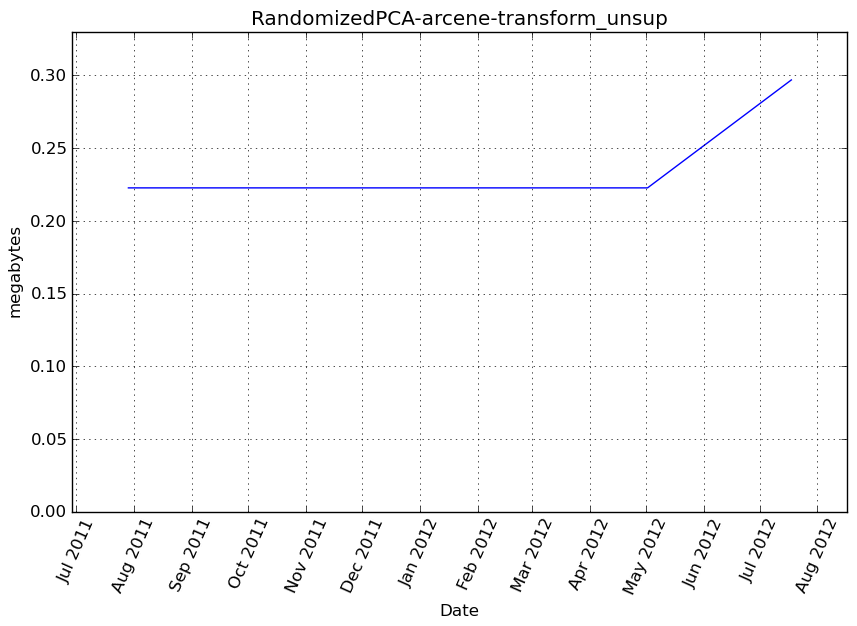 RandomizedPCA-arcene-transform_unsup
0.30
0.25
0.20
0.15
0.10
0.05
0.00
megabytes
Jul 2011
Aug 2011
Sep 2011
Oct 2011
Nov 2011
Dec 2011
Jan 2012
Feb 2012
Mar 2012
Apr 2012
May 2012
Jun 2012
Jul 2012
Aug 2012
Date